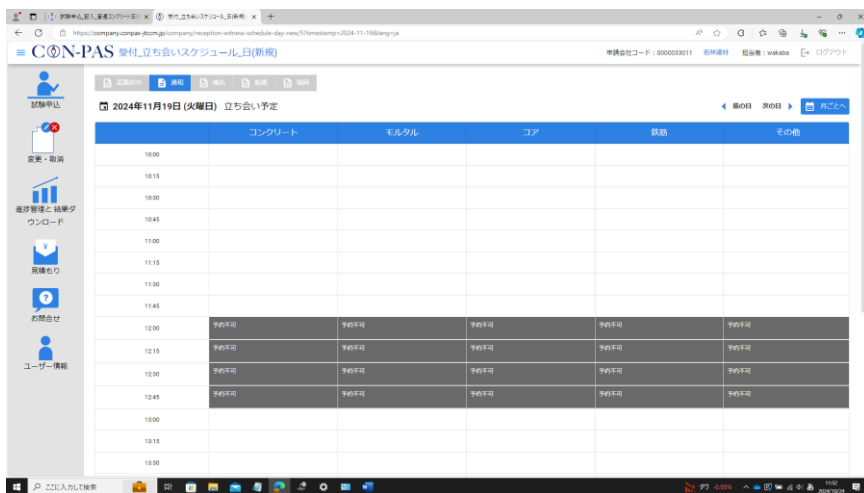 試験申込_記入_普通コンクリート圧
受付_立ち会いスケジュール_日(新規)
https://company.conpas-jtccm.jp/company/reception-witness-schedule-day-new/5?timestamp=2024-11-19&lang=ja
CON-PAS 受付_立ち会いスケジュール_日(新規)
申請会社コード：0000033011 若林建材 担当者：wakaba ログアウト
試験申込
変更・取消
進捗管理と結果ダ
ウンロード
見積もり
お問合せ
ユーザー情報
武蔵府中 浦和 横浜 船橋 福岡
2024年11月19日 (火曜日) 立ち会い予定
前の日 次の日 月ごとへ
コンクリート モルタル コア 鉄筋 その他
10:00
10:15
10:30
10:45
11:00
11:15
11:30
11:45
12:00 予約不可 予約不可 予約不可 予約不可 予約不可
12:15 予約不可 予約不可 予約不可 予約不可 予約不可
12:30 予約不可 予約不可 予約不可 予約不可 予約不可
12:45 予約不可 予約不可 予約不可 予約不可 予約不可
13:00
13:15
13:30
ここに入力して検索
-0.95%
あ
11:52
2024/10/24